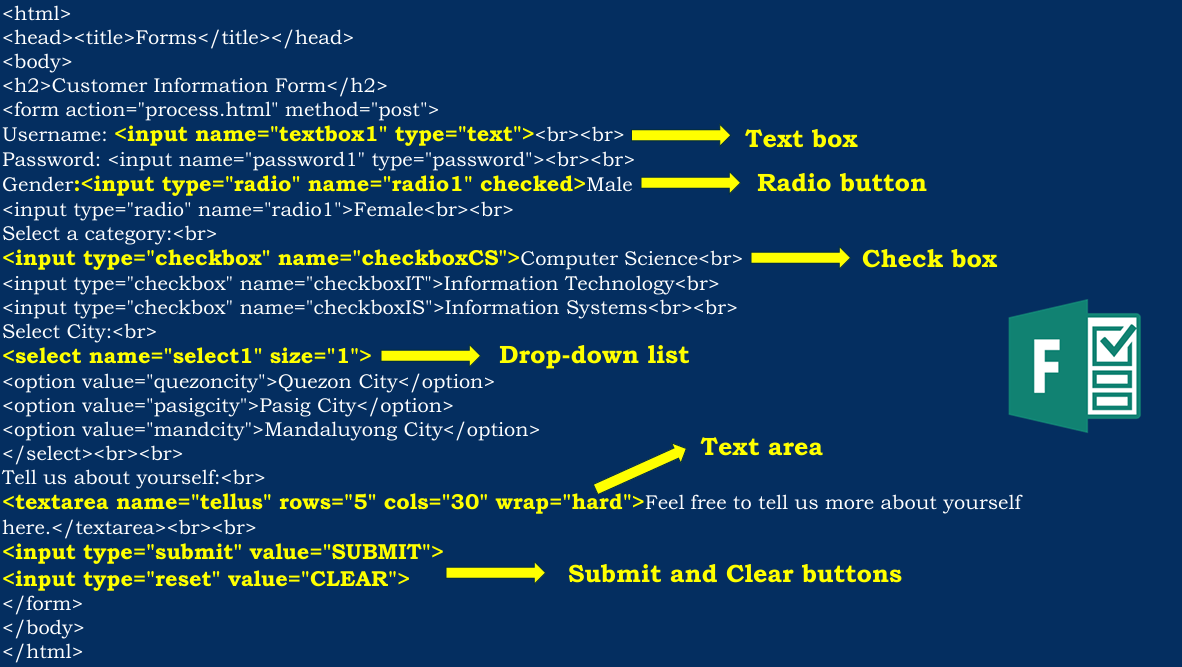 <html>
<head><title>Forms</title></head>
<body>
<h2>Customer Information Form</h2>
<form action="process.html" method="post">
Username: <input name="textbox1" type="text"><br><br> Text box
Password: <input name="password1" type="password"><br><br>
Gender:<input type="radio" name="radio1" checked>Male Radio button
<input type="radio" name="radio1">Female<br><br>
Select a category:<br>
<input type="checkbox" name="checkboxCS">Computer Science<br> Check box
<input type="checkbox" name="checkboxIT">Information Technology<br>
<input type="checkbox" name="checkboxIS">Information Systems<br><br>
Select City:<br>
<select name="select1" size="1"> Drop-down list
<option value="quezoncity">Quezon City</option>
<option value="pasigcity">Pasig City</option>
<option value="mandcity">Mandaluyong City</option>
</select><br><br>
Text area
Tell us about yourself:<br>
<textarea name="tellus" rows="5" cols="30" wrap="hard">Feel free to tell us more about yourself
here.</textarea><br><br>
<input type="submit" value="SUBMIT">
<input type="reset" value="CLEAR"> Submit and Clear buttons
</form>
</body>
</html>
F